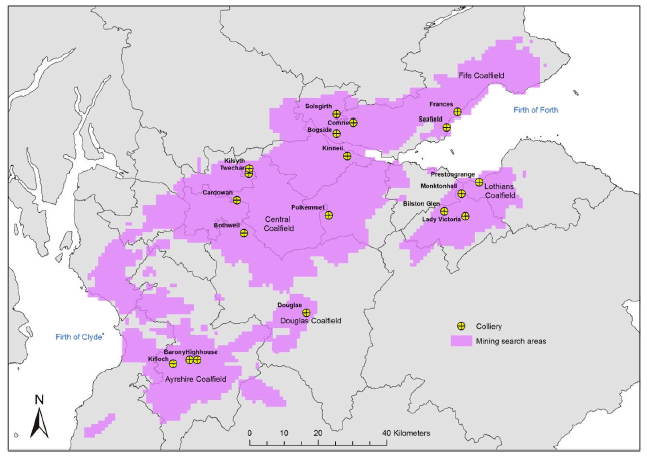 Fife Coalfield
Solsgirth
Frances
Firth of Forth
Comrie
Seafield
Bogside
Kinneil
Kilsyth
Twechar
Prestongrange
Monktonhall
Lothians
Coalfield
Cardowan
Polkemmet
Bilston Glen
Central
Coalfield
Lady Victoria
Bothwell
Douglas
Douglas Coalfield
Colliery
Firth of Clyde
Mining search areas
BaronyHighhouse
Killoch
Ayrshire Coalfield
N
0 10 20 40 Kilometers